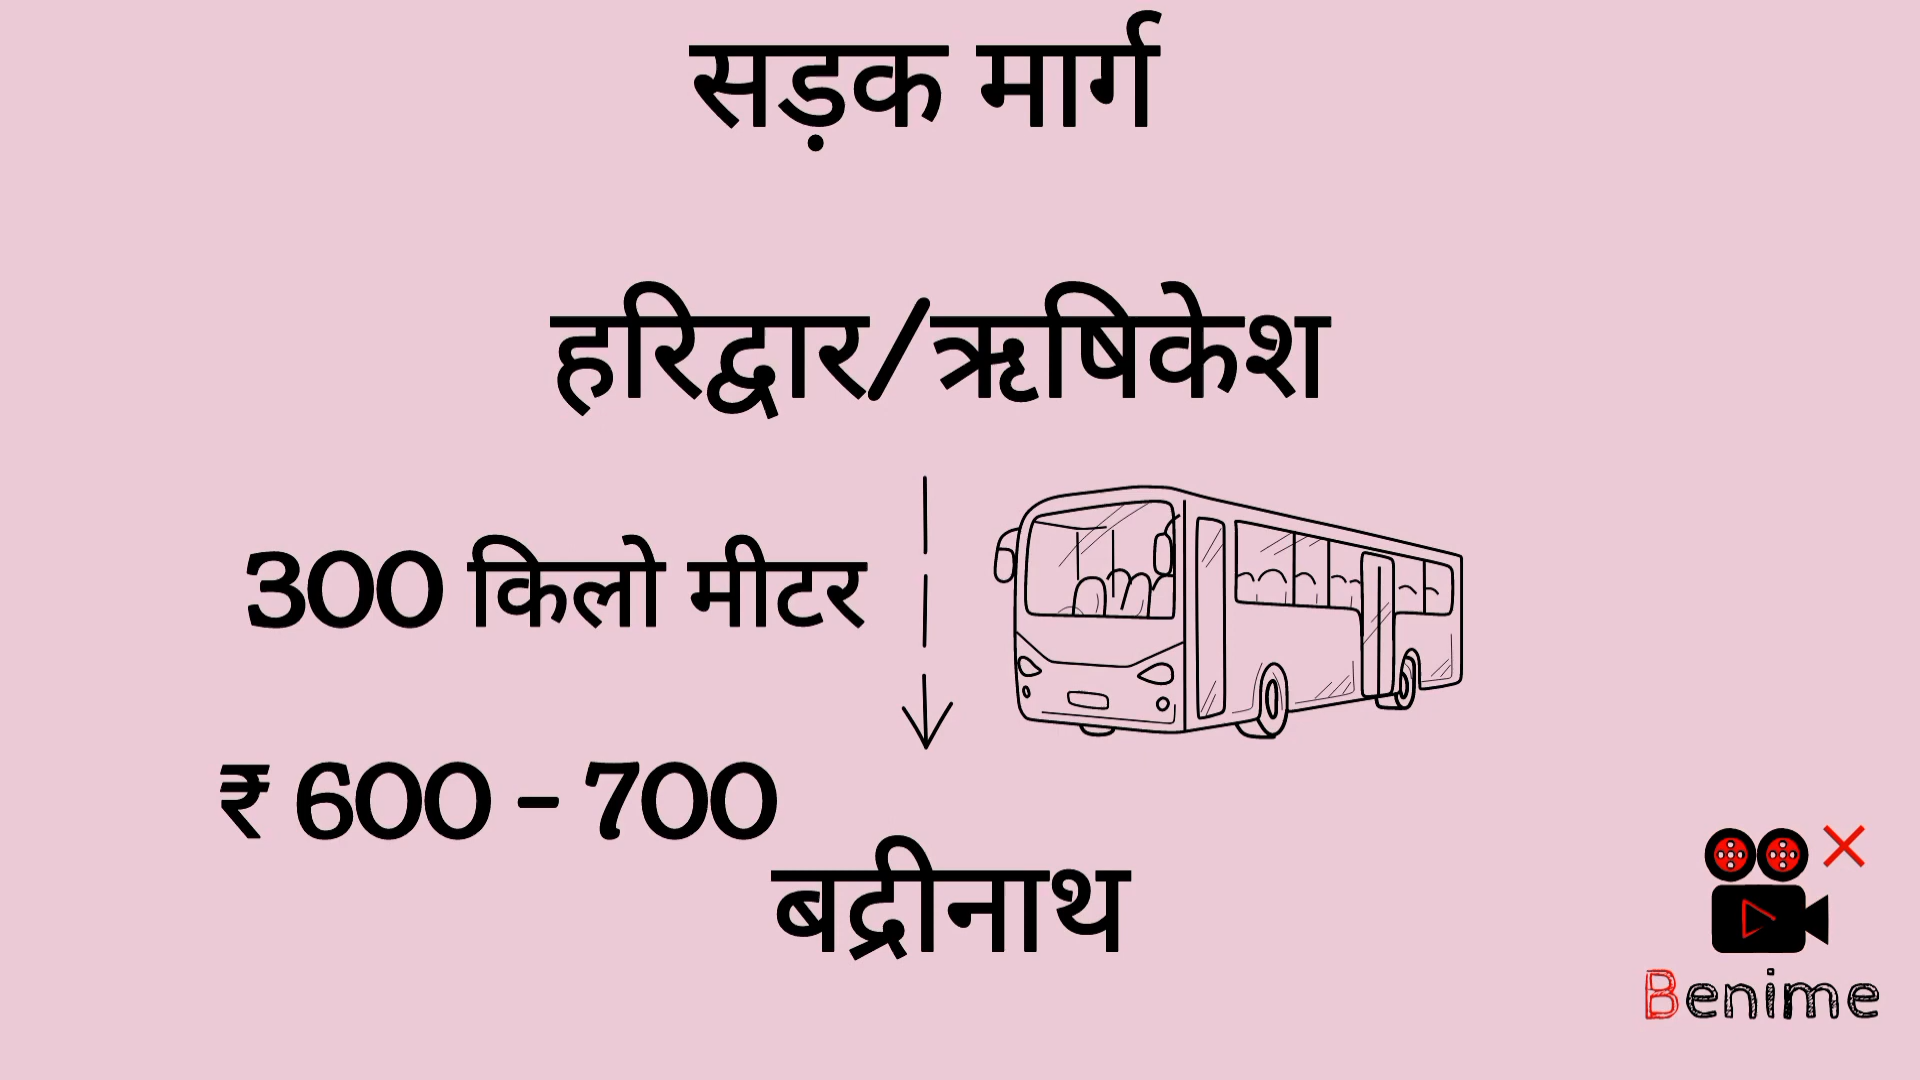 सड़क मार्ग
हरिद्वार/ऋषिकेश
300 किलो मीटर
₹ 600 - 700
बद्रीनाथ
Benime